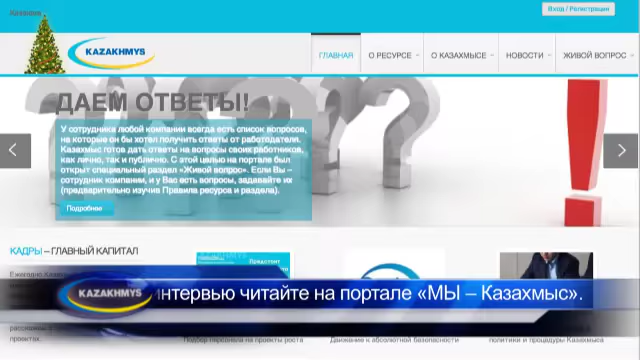 Вход / Регистрация
KAZAKHMYS
ГЛАВНАЯ
О РЕСУРСЕ
О КАЗАХМЫСЕ
НОВОСТИ
ЖИВОЙ ВОПРОС
ДАЕМ ОТВЕТЫ!
У сотрудника любой компании всегда есть список вопросов,
на которые он бы хотел получить ответы от работодателя.
Казахмыс готов дать ответы на вопросы своих работников,
как лично, так и публично. С этой целью на портале был
открыт специальный раздел «Живой вопрос». Если Вы –
сотрудник компании, и у Вас есть вопросы, задавайте их
(предварительно изучив Правила ресурса и раздела).
Подробнее
КАДРЫ – ГЛАВНЫЙ КАПИТАЛ
Предстоит
KAZAKHMYS
интервью читайте на портале «МЫ – Казахмыс».
проектах.
Подбор персонала на проекты роста
Движение к абсолютной безопасности
политики и процедуры Казахмыса